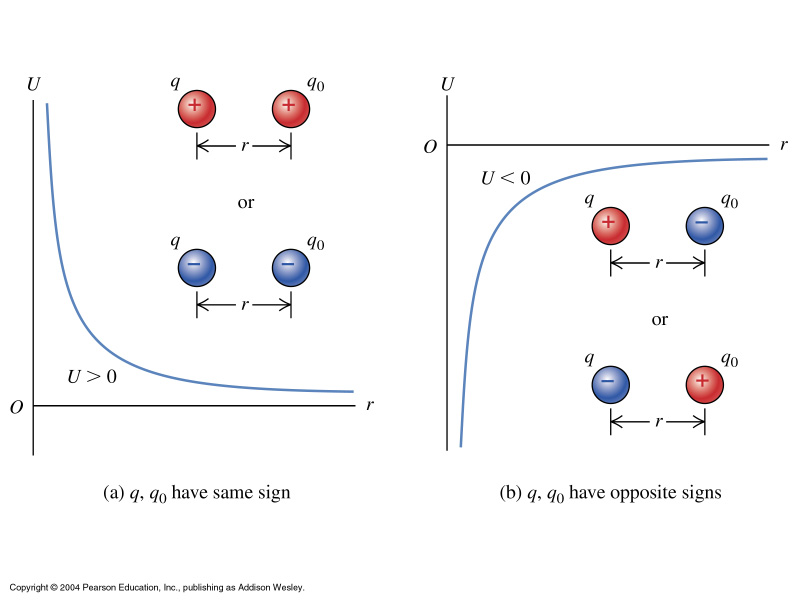 U
q
q0
+
+
r
or
q
q0
−
−
r
U > 0
O
r
(a) q, q0 have same sign
U
O
r
U < 0
q
q0
+
−
r
or
q
q0
−
+
r
(b) q, q0 have opposite signs
Copyright © 2004 Pearson Education, Inc., publishing as Addison Wesley.